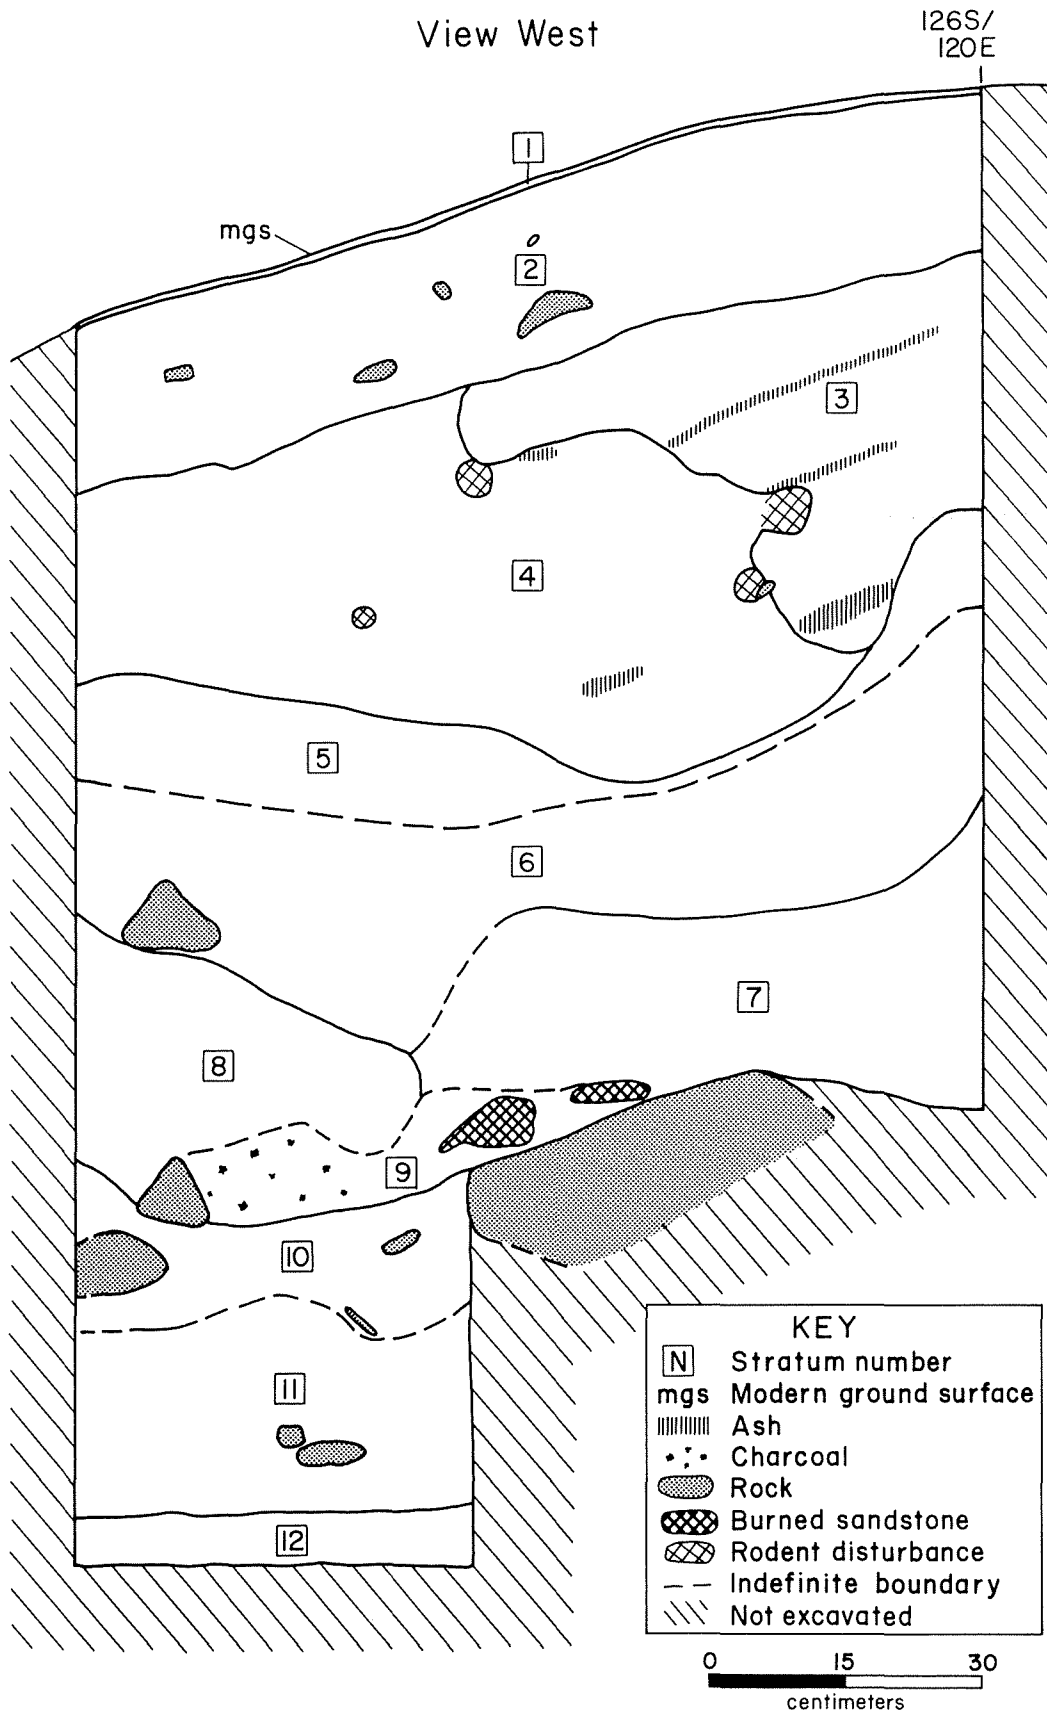 View West
126S/
120E
1
mgs
2
3
4
5
6
7
8
9
10
11
12
KEY
N Stratum number
mgs Modern ground surface
Ash
Charcoal
Rock
Burned sandstone
Rodent disturbance
Indefinite boundary
Not excavated
0 15 30
centimeters